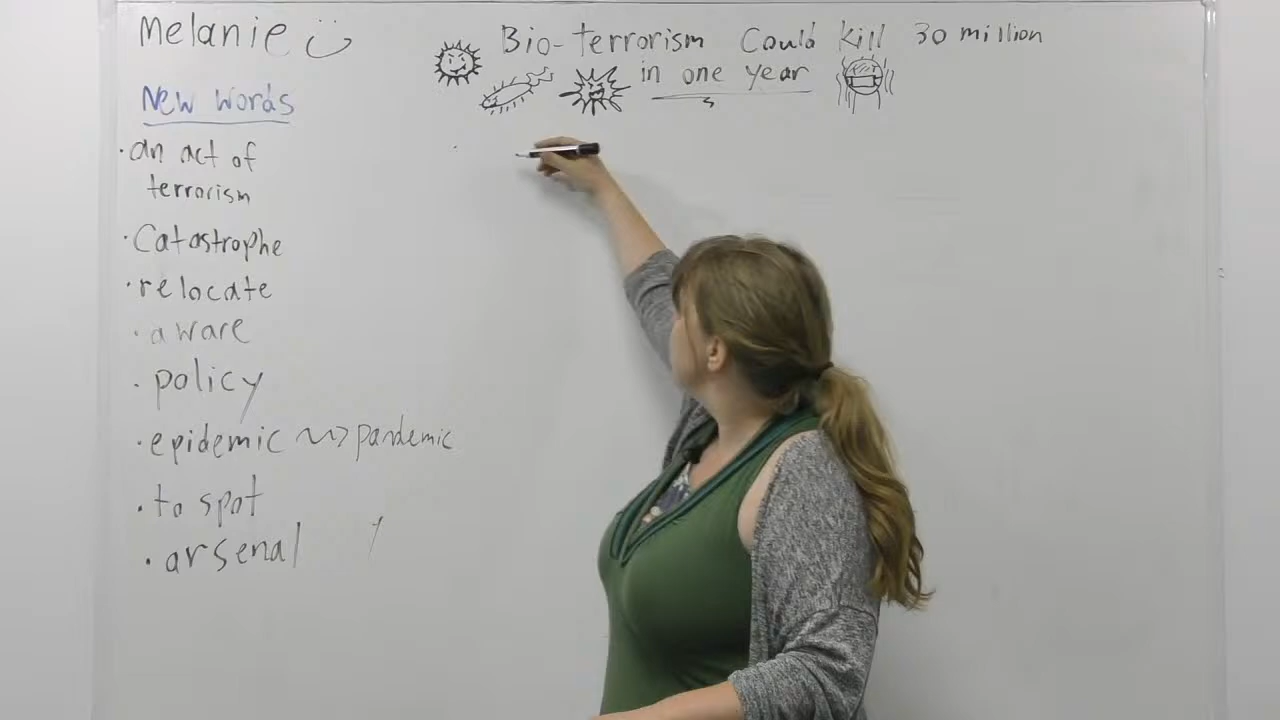 Melanie
Bio-terrorism Could kill 30 million
in one year
New words
·an act of
terrorism
·Catastrophe
·relocate
·aware
·policy
·epidemic ~> pandemic
·to spot
·arsenal